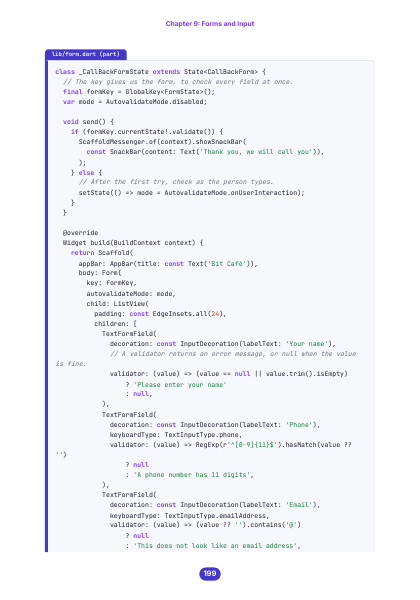 Chapter 9: Forms and Input
lib/form.dart (part)
class _CallBackFormState extends State<CallBackForm> {
  // The key gives us the form, to check every field at once.
  final formKey = GlobalKey<FormState>();
  var mode = AutovalidateMode.disabled;

  void send() {
    if (formKey.currentState!.validate()) {
      ScaffoldMessenger.of(context).showSnackBar(
        const SnackBar(content: Text('Thank you, we will call you')),
      );
    } else {
      // After the first try, check as the person types.
      setState(() => mode = AutovalidateMode.onUserInteraction);
    }
  }

  @override
  Widget build(BuildContext context) {
    return Scaffold(
      appBar: AppBar(title: const Text('Bit Café')),
      body: Form(
        key: formKey,
        autovalidateMode: mode,
        child: ListView(
          padding: const EdgeInsets.all(24),
          children: [
            TextFormField(
              decoration: const InputDecoration(labelText: 'Your name'),
              // A validator returns an error message, or null when the value
is fine.
              validator: (value) => (value == null || value.trim().isEmpty)
                  ? 'Please enter your name'
                  : null,
            ),
            TextFormField(
              decoration: const InputDecoration(labelText: 'Phone'),
              keyboardType: TextInputType.phone,
              validator: (value) => RegExp(r'^[0-9]{11}$').hasMatch(value ??
'')
                  ? null
                  : 'A phone number has 11 digits',
            ),
            TextFormField(
              decoration: const InputDecoration(labelText: 'Email'),
              keyboardType: TextInputType.emailAddress,
              validator: (value) => (value ?? '').contains('@')
                  ? null
                  : 'This does not look like an email address',
199